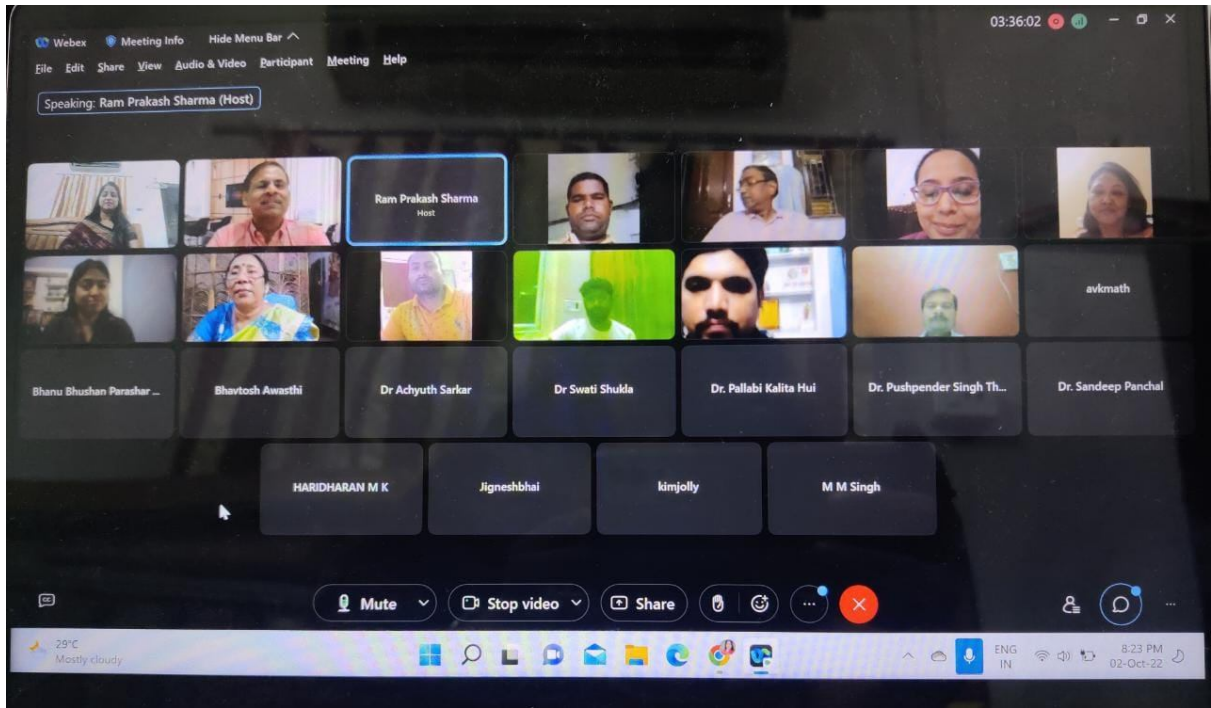 03:36:02
Webex Meeting Info Hide Menu Bar
File Edit Share View Audio & Video Participant Meeting Help
Speaking: Ram Prakash Sharma (Host)
Ram Prakash Sharma
Host
avkmath
Bhanu Bhushan Parashar ...
Bhavtosh Awasthi
Dr Achyuth Sarkar
Dr Swati Shukla
Dr. Pallabi Kalita Hui
Dr. Pushpender Singh Th...
Dr. Sandeep Panchal
HARIDHARAN M K
Jigneshbhai
kimjolly
M M Singh
CC
Mute
Stop video
Share
29°C
Mostly cloudy
ENG
IN
8:23 PM
02-Oct-22